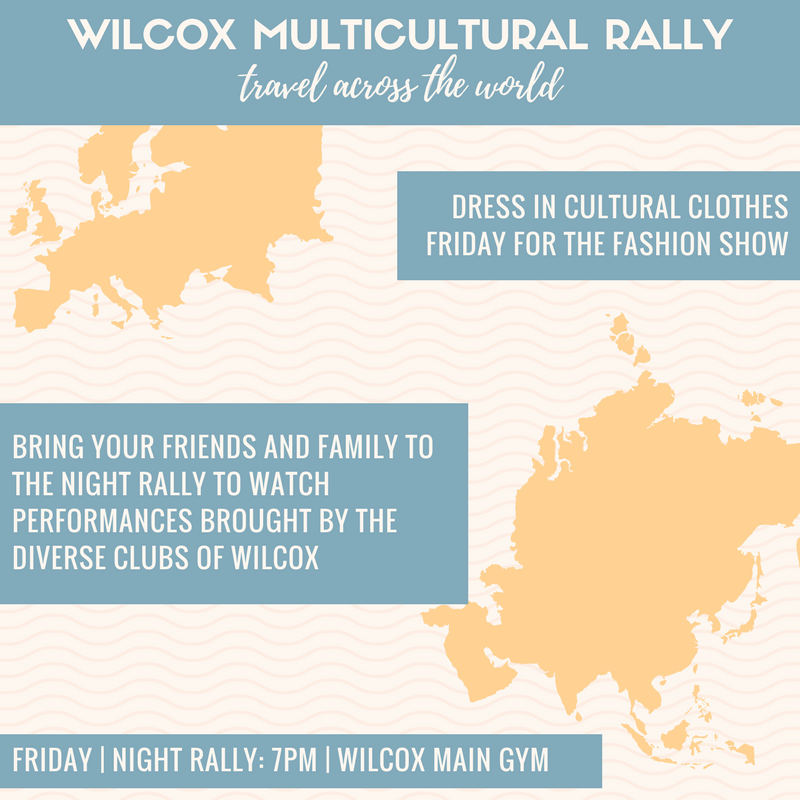 WILCOX MULTICULTURAL RALLY
travel across the world
DRESS IN CULTURAL CLOTHES
FRIDAY FOR THE FASHION SHOW
BRING YOUR FRIENDS AND FAMILY TO
THE NIGHT RALLY TO WATCH
PERFORMANCES BROUGHT BY THE
DIVERSE CLUBS OF WILCOX
FRIDAY | NIGHT RALLY: 7PM | WILCOX MAIN GYM